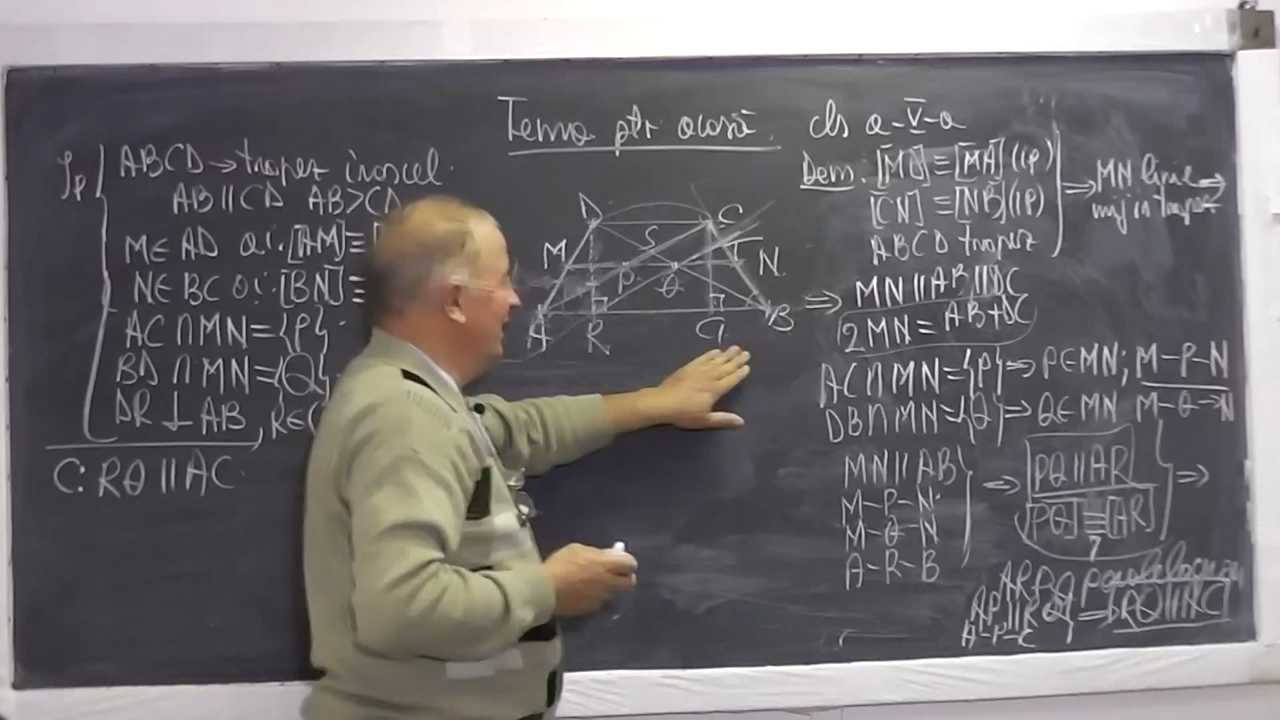 Tema ptr acasă. cls a-V-a
Ip
ABCD → trapez isoscel.
AB ∥ CD AB > CD
M ∈ AD a.î. [AM] ≡ [
N ∈ BC a.î. [BN] ≡
AC ∩ MN = {P}
BD ∩ MN = {Q}
DR ⊥ AB, R ∈
C: RQ ∥ AC
D C
S T
M P Q N
A R G B
Dem. [MD] ≡ [MA] (ip)
[CN] ≡ [NB] (ip)
ABCD trapez
⇒ MN linie
mij în trapez ⇒
⇒ MN ∥ AB ∥ DC
2MN = AB + DC
AC ∩ MN = {P} ⇒ P ∈ MN; M-P-N
DB ∩ MN = {Q} ⇒ Q ∈ MN M-Q-N
MN ∥ AB
M-P-N
M-Q-N
A-R-B
⇒ PQ ∥ AR
[PQ] ≡ [AR] ⇒
?
paralelogram
AP ∥ RQ
A-P-C
⇒ RQ ∥ AC